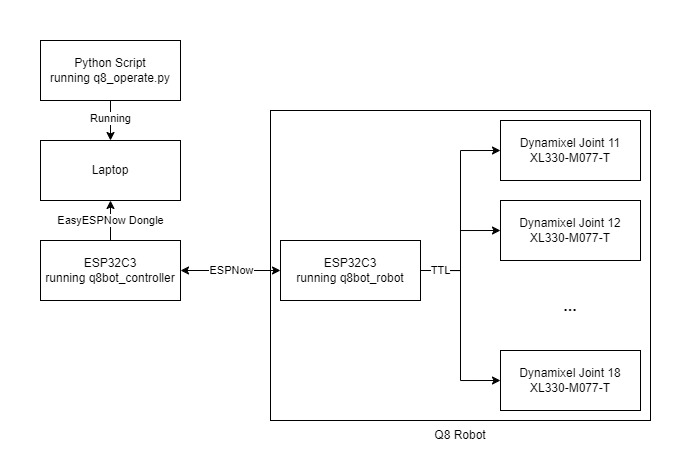 Python Script
running q8_operate.py
Running
Laptop
EasyESPNow Dongle
ESP32C3
running q8bot_controller
ESPNow
ESP32C3
running q8bot_robot
TTL
Dynamixel Joint 11
XL330-M077-T
Dynamixel Joint 12
XL330-M077-T
...
Dynamixel Joint 18
XL330-M077-T
Q8 Robot